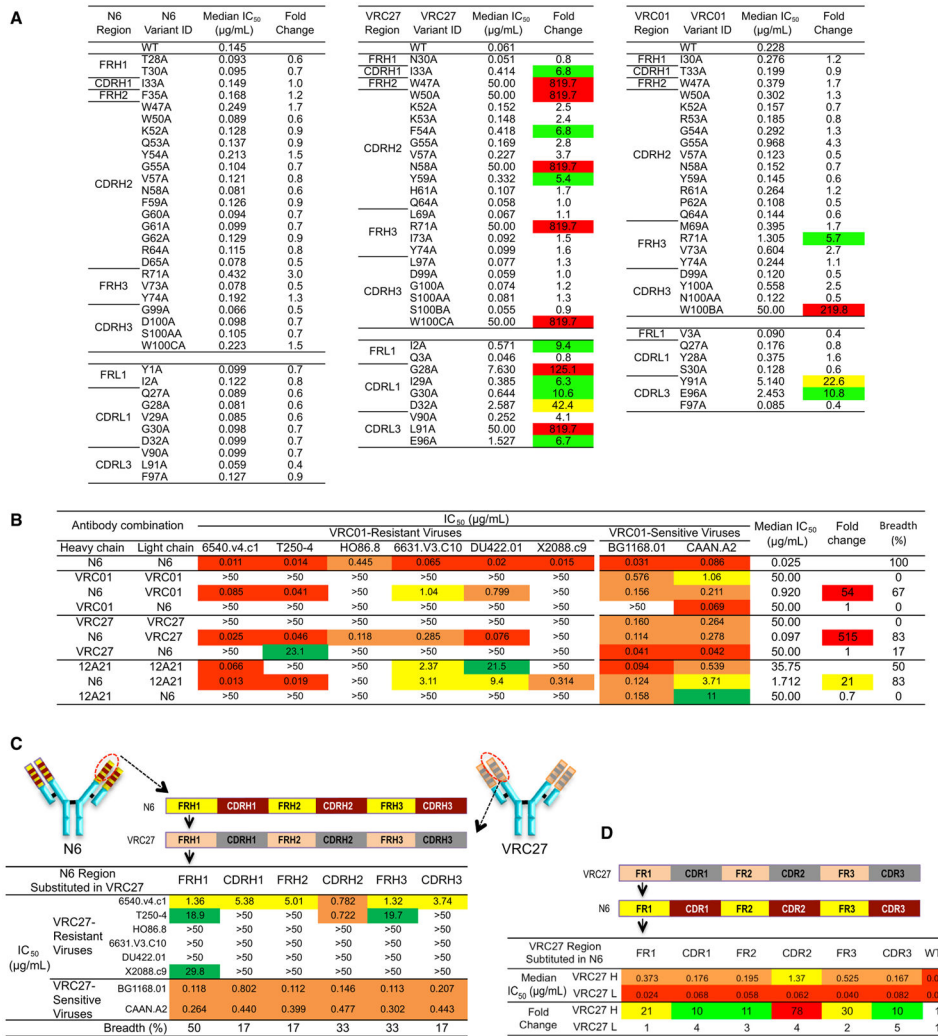 A
N6 Region N6 Variant ID Median IC50 (µg/mL) Fold Change
WT 0.145
FRH1 T28A 0.093 0.6
T30A 0.095 0.7
CDRH1 I33A 0.149 1.0
FRH2 F35A 0.168 1.2
CDRH2 W47A 0.249 1.7
W50A 0.089 0.6
K52A 0.128 0.9
Q53A 0.137 0.9
Y54A 0.213 1.5
G55A 0.104 0.7
V57A 0.121 0.8
N58A 0.081 0.6
F59A 0.126 0.9
G60A 0.094 0.7
G61A 0.099 0.7
G62A 0.129 0.9
R64A 0.115 0.8
D65A 0.078 0.5
FRH3 R71A 0.432 3.0
V73A 0.078 0.5
Y74A 0.192 1.3
CDRH3 G99A 0.066 0.5
D100A 0.098 0.7
S100AA 0.105 0.7
W100CA 0.223 1.5
FRL1 Y1A 0.099 0.7
I2A 0.122 0.8
CDRL1 Q27A 0.089 0.6
G28A 0.081 0.6
V29A 0.085 0.6
G30A 0.098 0.7
D32A 0.099 0.7
CDRL3 V90A 0.099 0.7
L91A 0.059 0.4
F97A 0.127 0.9
VRC27 Region VRC27 Variant ID Median IC50 (µg/mL) Fold Change
WT 0.061
FRH1 N30A 0.051 0.8
CDRH1 I33A 0.414 6.8
FRH2 W47A 50.00 819.7
CDRH2 W50A 50.00 819.7
K52A 0.152 2.5
K53A 0.148 2.4
F54A 0.418 6.8
G55A 0.169 2.8
V57A 0.227 3.7
N58A 50.00 819.7
Y59A 0.332 5.4
H61A 0.107 1.7
Q64A 0.058 1.0
FRH3 L69A 0.067 1.1
R71A 50.00 819.7
I73A 0.092 1.5
Y74A 0.099 1.6
CDRH3 L97A 0.077 1.3
D99A 0.059 1.0
G100A 0.074 1.2
S100AA 0.081 1.3
S100BA 0.055 0.9
W100CA 50.00 819.7
FRL1 I2A 0.571 9.4
Q3A 0.046 0.8
CDRL1 G28A 7.630 125.1
I29A 0.385 6.3
G30A 0.644 10.6
D32A 2.587 42.4
CDRL3 V90A 0.252 4.1
L91A 50.00 819.7
E96A 1.527 6.7
VRC01 Region VRC01 Variant ID Median IC50 (µg/mL) Fold Change
WT 0.228
FRH1 I30A 0.276 1.2
CDRH1 T33A 0.199 0.9
FRH2 W47A 0.379 1.7
CDRH2 W50A 0.302 1.3
K52A 0.157 0.7
R53A 0.185 0.8
G54A 0.292 1.3
G55A 0.968 4.3
V57A 0.123 0.5
N58A 0.152 0.7
Y59A 0.145 0.6
R61A 0.264 1.2
P62A 0.108 0.5
Q64A 0.144 0.6
FRH3 M69A 0.395 1.7
R71A 1.305 5.7
V73A 0.604 2.7
Y74A 0.244 1.1
CDRH3 D99A 0.120 0.5
Y100A 0.558 2.5
N100AA 0.122 0.5
W100BA 50.00 219.8
FRL1 V3A 0.090 0.4
CDRL1 Q27A 0.176 0.8
Y28A 0.375 1.6
S30A 0.128 0.6
CDRL3 Y91A 5.140 22.6
E96A 2.453 10.8
F97A 0.085 0.4
B
Antibody combination IC50 (µg/mL) Median IC50 (µg/mL) Fold change Breadth (%)
VRC01-Resistant Viruses VRC01-Sensitive Viruses
Heavy chain Light chain 6540.v4.c1 T250-4 HO86.8 6631.V3.C10 DU422.01 X2088.c9 BG1168.01 CAAN.A2
N6 N6 0.011 0.014 0.445 0.065 0.02 0.015 0.031 0.086 0.025 100
VRC01 VRC01 >50 >50 >50 >50 >50 >50 0.576 1.06 50.00 0
N6 VRC01 0.085 0.041 >50 1.04 0.799 >50 0.156 0.211 0.920 54 67
VRC01 N6 >50 >50 >50 >50 >50 >50 >50 0.069 50.00 1 0
VRC27 VRC27 >50 >50 >50 >50 >50 >50 0.160 0.264 50.00 0
N6 VRC27 0.025 0.046 0.118 0.285 0.076 >50 0.114 0.278 0.097 515 83
VRC27 N6 >50 23.1 >50 >50 >50 >50 0.041 0.042 50.00 1 17
12A21 12A21 0.066 >50 >50 2.37 21.5 >50 0.094 0.539 35.75 50
N6 12A21 0.013 0.019 >50 3.11 9.4 0.314 0.124 3.71 1.712 21 83
12A21 N6 >50 >50 >50 >50 >50 >50 0.158 11 50.00 0.7 0
C
N6 FRH1 CDRH1 FRH2 CDRH2 FRH3 CDRH3
VRC27 FRH1 CDRH1 FRH2 CDRH2 FRH3 CDRH3
N6
VRC27
N6 Region Substituted in VRC27 FRH1 CDRH1 FRH2 CDRH2 FRH3 CDRH3
IC50 (µg/mL)
VRC27-Resistant Viruses
6540.v4.c1 1.36 5.38 5.01 0.782 1.32 3.74
T250-4 18.9 >50 >50 0.722 19.7 >50
HO86.8 >50 >50 >50 >50 >50 >50
6631.V3.C10 >50 >50 >50 >50 >50 >50
DU422.01 >50 >50 >50 >50 >50 >50
X2088.c9 29.8 >50 >50 >50 >50 >50
VRC27-Sensitive Viruses
BG1168.01 0.118 0.802 0.112 0.146 0.113 0.207
CAAN.A2 0.264 0.440 0.399 0.477 0.302 0.443
Breadth (%) 50 17 17 33 33 17
D
VRC27 FR1 CDR1 FR2 CDR2 FR3 CDR3
N6 FR1 CDR1 FR2 CDR2 FR3 CDR3
VRC27 Region Subtituted in N6 FR1 CDR1 FR2 CDR2 FR3 CDR3 WT
Median IC50 (µg/mL) VRC27 H 0.373 0.176 0.195 1.37 0.525 0.167 0.0
VRC27 L 0.024 0.068 0.058 0.062 0.040 0.082 0.0
Fold Change VRC27 H 21 10 11 78 30 10 1
VRC27 L 1 4 3 4 2 5 1